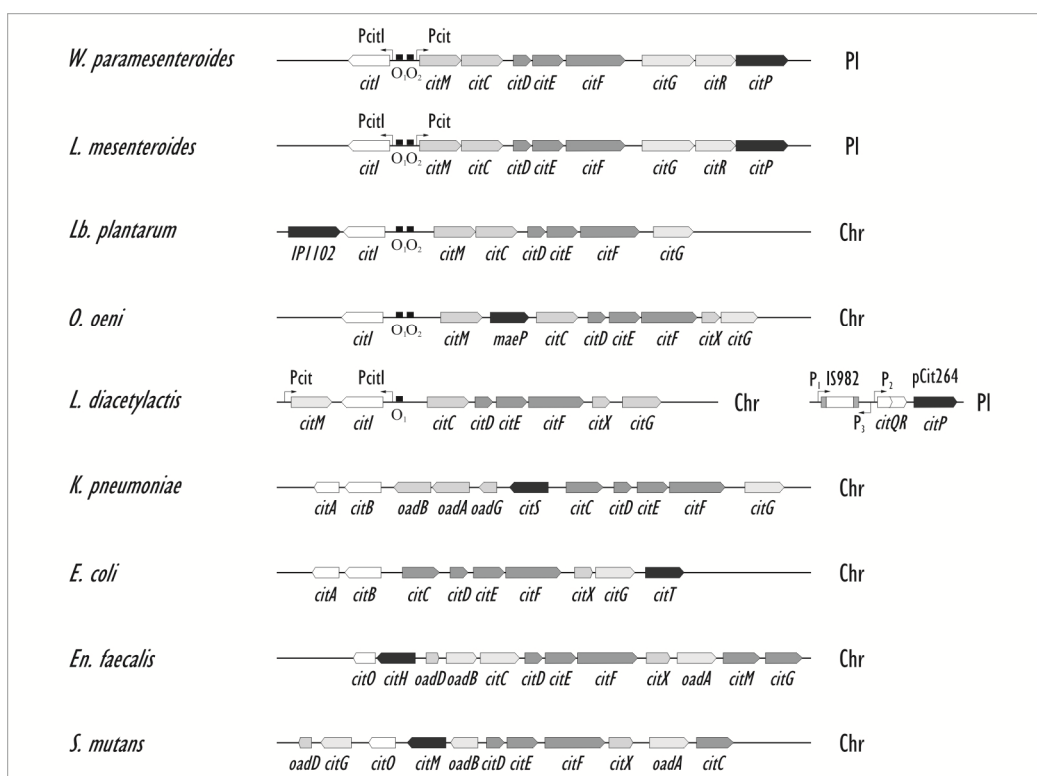 PcitI Pcit
W. paramesenteroides Pl
O₁O₂
citI citM citC citD citE citF citG citR citP
PcitI Pcit
L. mesenteroides Pl
O₁O₂
citI citM citC citD citE citF citG citR citP
Lb. plantarum Chr
O₁O₂
IP1102 citI citM citC citD citE citF citG
O. oeni Chr
O₁O₂
citI citM maeP citC citD citE citF citX citG
Pcit PcitI P₁ IS982 P₂ pCit264
L. diacetylactis Chr Pl
O₁ P₃
citM citI citC citD citE citF citX citG citQR citP
K. pneumoniae Chr
citA citB oadB oadA oadG citS citC citD citE citF citG
E. coli Chr
citA citB citC citD citE citF citX citG citT
En. faecalis Chr
citO citH oadD oadB citC citD citE citF citX oadA citM citG
S. mutans Chr
oadD citG citO citM oadB citD citE citF citX oadA citC